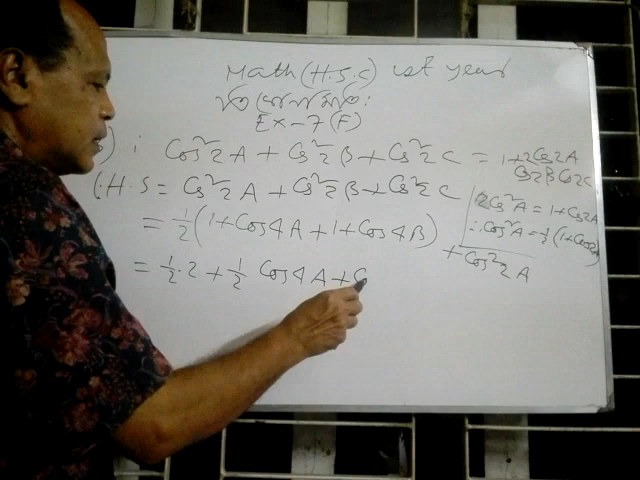 Math (H.S.C) 1st year
Ex-7(F)
) i Cos²2A + Cos²2B + Cos²2C = 1+2Cos2A
Cos2B Cos2C
L.H.S = Cos²2A + Cos²2B + Cos²2C
2Cos²A = 1+Cos2A
= 1/2 (1+Cos4A + 1+Cos4B)
∴ Cos²A = 1/2 (1+Cos2A)
+ Cos²2A
= 1/2 . 2 + 1/2 Cos4A + C